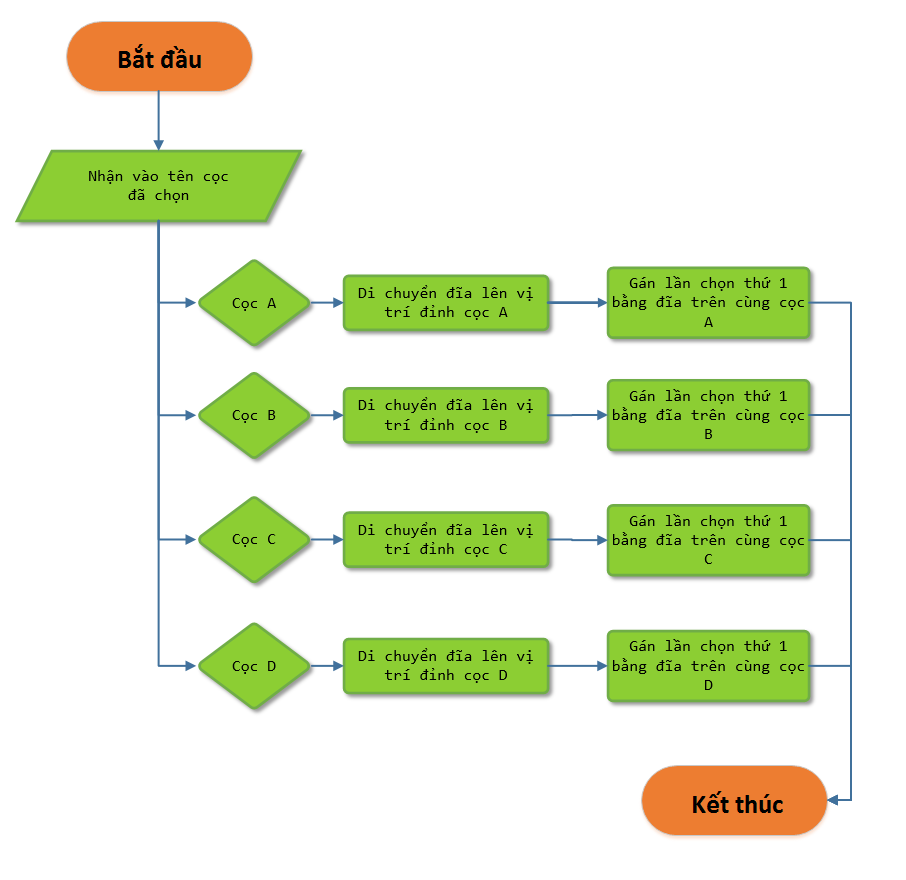 Bắt đầu
Nhận vào tên cọc
đã chọn
Cọc A
Di chuyển đĩa lên vị
trí đỉnh cọc A
Gán lần chọn thứ 1
bằng đĩa trên cùng cọc
A
Cọc B
Di chuyển đĩa lên vị
trí đỉnh cọc B
Gán lần chọn thứ 1
bằng đĩa trên cùng cọc
B
Cọc C
Di chuyển đĩa lên vị
trí đỉnh cọc C
Gán lần chọn thứ 1
bằng đĩa trên cùng cọc
C
Cọc D
Di chuyển đĩa lên vị
trí đỉnh cọc D
Gán lần chọn thứ 1
bằng đĩa trên cùng cọc
D
Kết thúc